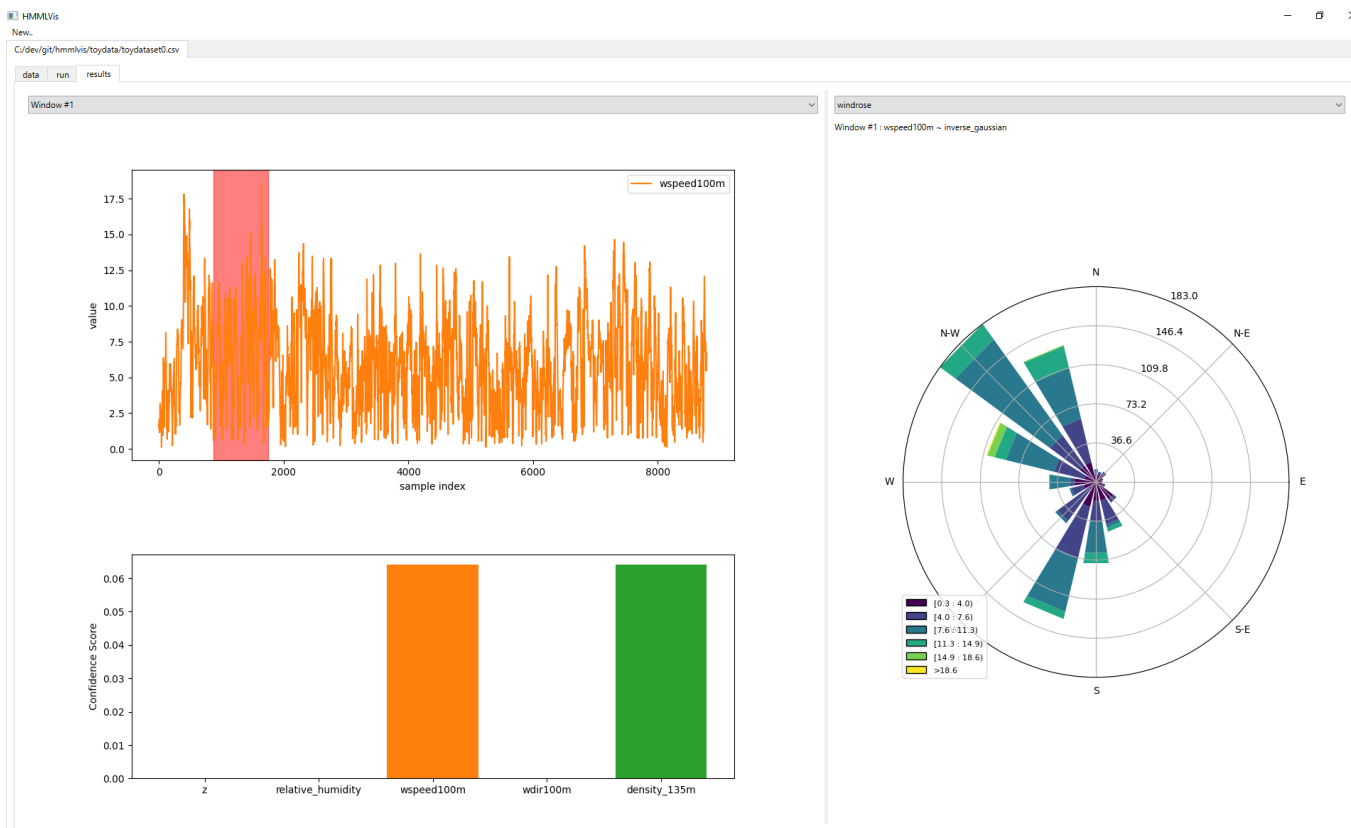 HMMLVis
New..
C:/dev/git/hmmlvis/toydata/toydataset0.csv
data run results
Window #1
windrose
Window #1 : wspeed100m ~ inverse_gaussian
wspeed100m
17.5
15.0
12.5
10.0
7.5
5.0
2.5
0.0
value
0 2000 4000 6000 8000
sample index
0.06
0.05
0.04
0.03
0.02
0.01
0.00
Confidence Score
z relative_humidity wspeed100m wdir100m density_135m
N
183.0
N-W
146.4
N-E
109.8
73.2
36.6
W
E
[0.3 : 4.0)
[4.0 : 7.6)
[7.6 : 11.3)
[11.3 : 14.9)
[14.9 : 18.6)
>18.6
S-E
S